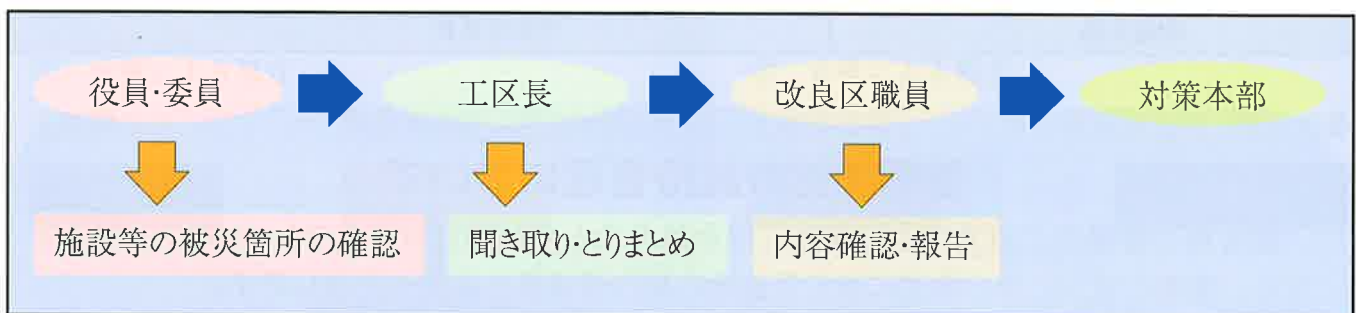 役員・委員
工区長
改良区職員
対策本部
施設等の被災箇所の確認
聞き取り・とりまとめ
内容確認・報告